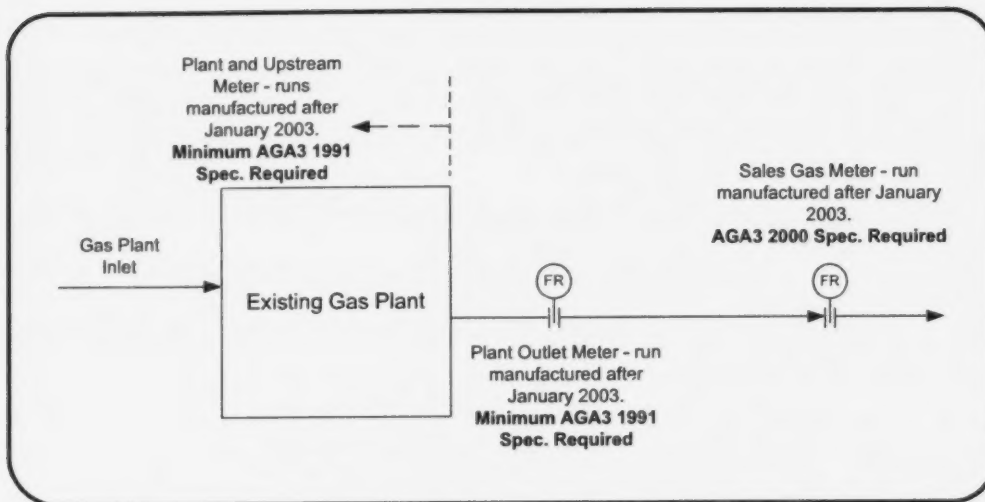 Plant and Upstream
Meter - runs
manufactured after
January 2003.
Minimum AGA3 1991
Spec. Required
Gas Plant
Inlet
Existing Gas Plant
FR
Plant Outlet Meter - run
manufactured after
January 2003.
Minimum AGA3 1991
Spec. Required
Sales Gas Meter - run
manufactured after January
2003.
AGA3 2000 Spec. Required
FR